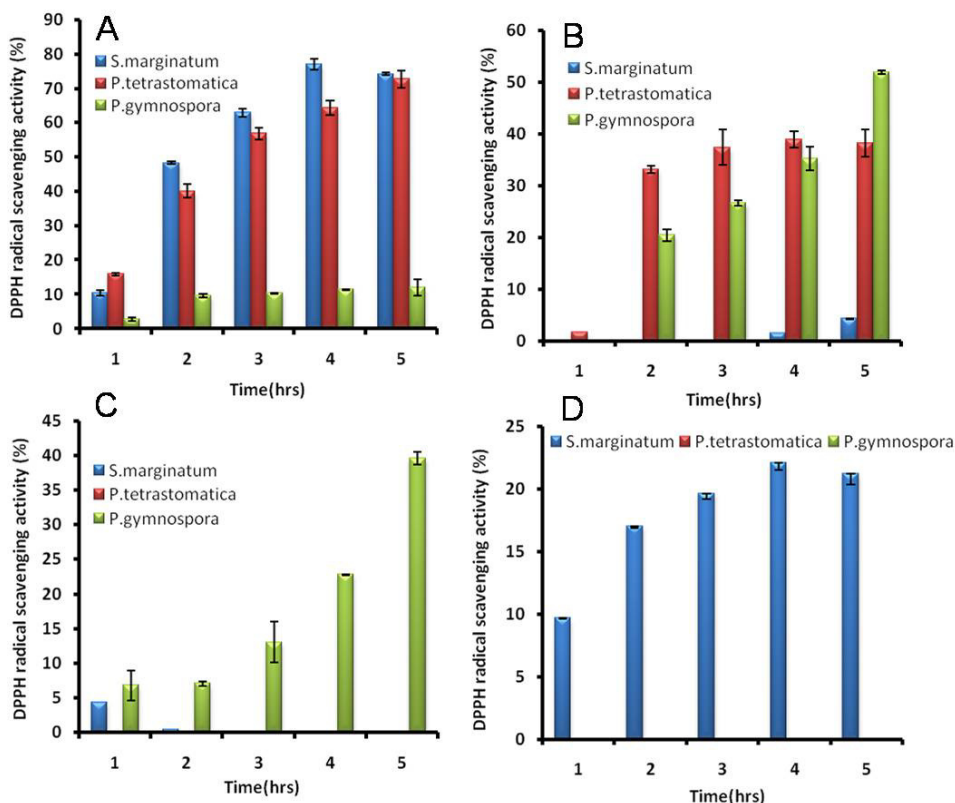 A
DPPH radical scavenging activity (%)
90
80
70
60
50
40
30
20
10
0
S.marginatum
P.tetrastomatica
P.gymnospora
1 2 3 4 5
Time(hrs)
B
DPPH radical scavenging activity (%)
60
50
40
30
20
10
0
S.marginatum
P.tetrastomatica
P.gymnospora
1 2 3 4 5
Time(hrs)
C
DPPH radical scavenging activity (%)
45
40
35
30
25
20
15
10
5
0
S.marginatum
P.tetrastomatica
P.gymnospora
1 2 3 4 5
Time(hrs)
D
DPPH radical scavenging activity (%)
25
20
15
10
5
0
S.marginatum P.tetrastomatica P.gymnospora
1 2 3 4 5
Time(hrs)